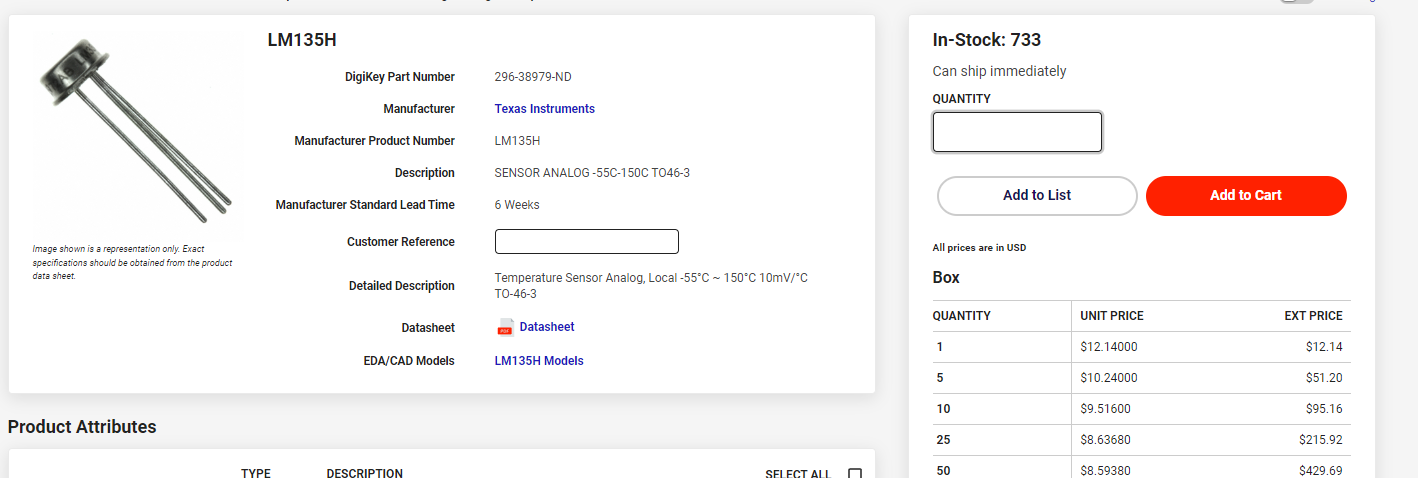 LM135H
DigiKey Part Number 296-38979-ND
Manufacturer Texas Instruments
Manufacturer Product Number LM135H
Description SENSOR ANALOG -55C-150C TO46-3
Manufacturer Standard Lead Time 6 Weeks
Customer Reference
Detailed Description Temperature Sensor Analog, Local -55°C ~ 150°C 10mV/°C
TO-46-3
Datasheet Datasheet
EDA/CAD Models LM135H Models
Image shown is a representation only. Exact
specifications should be obtained from the product
data sheet.
Product Attributes
TYPE DESCRIPTION SELECT ALL
In-Stock: 733
Can ship immediately
QUANTITY
Add to List Add to Cart
All prices are in USD
Box
QUANTITY UNIT PRICE EXT PRICE
1 $12.14000 $12.14
5 $10.24000 $51.20
10 $9.51600 $95.16
25 $8.63680 $215.92
50 $8.59380 $429.69